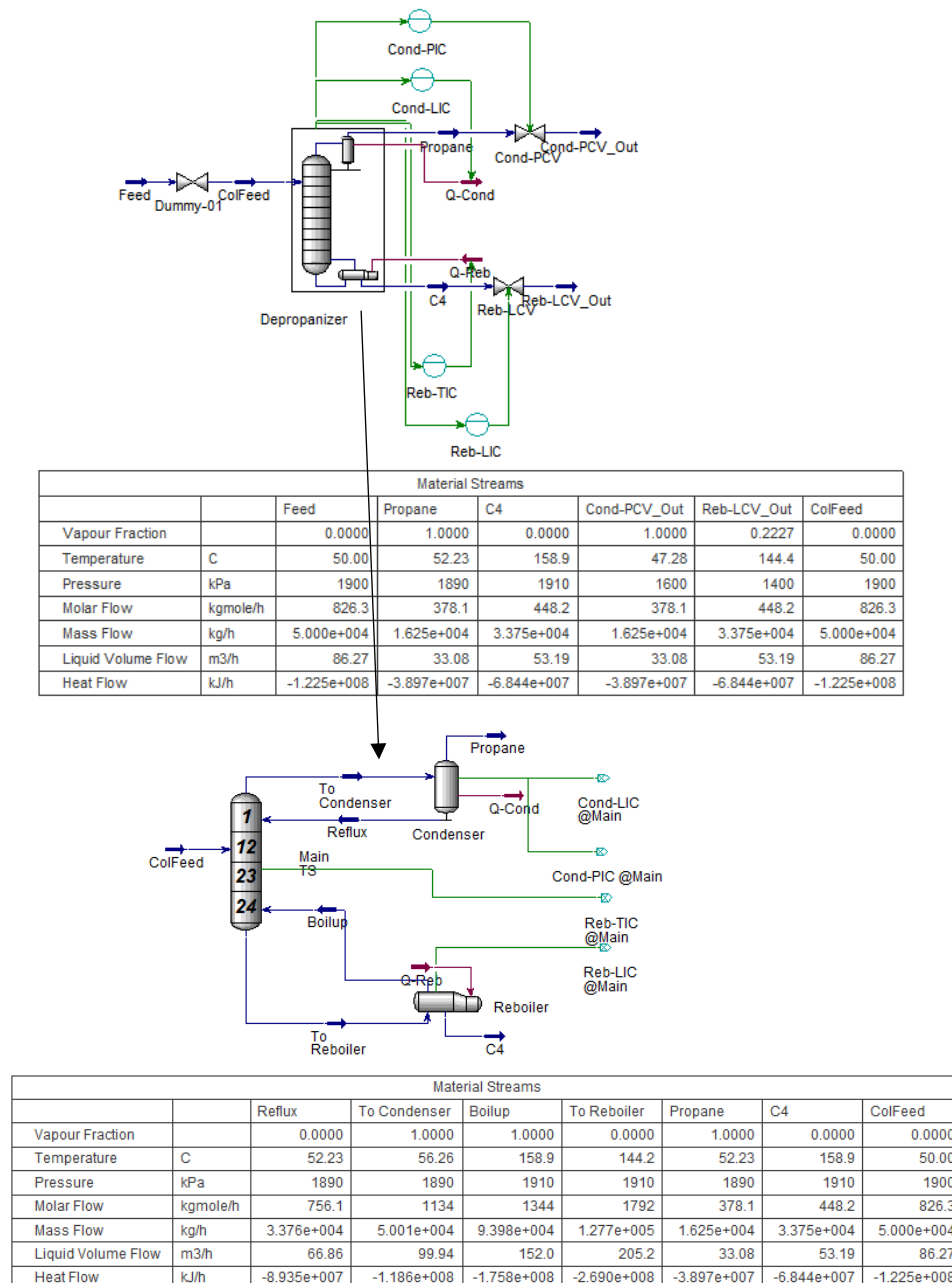 Cond-PIC
Cond-LIC
Propane
Cond-PCV
Cond-PCV_Out
Feed
Dummy-01
ColFeed
Q-Cond
Q-Reb
C4
Reb-LCV
Reb-LCV_Out
Depropanizer
Reb-TIC
Reb-LIC
Material Streams
Feed Propane C4 Cond-PCV_Out Reb-LCV_Out ColFeed
Vapour Fraction 0.0000 1.0000 0.0000 1.0000 0.2227 0.0000
Temperature C 50.00 52.23 158.9 47.28 144.4 50.00
Pressure kPa 1900 1890 1910 1600 1400 1900
Molar Flow kgmole/h 826.3 378.1 448.2 378.1 448.2 826.3
Mass Flow kg/h 5.000e+004 1.625e+004 3.375e+004 1.625e+004 3.375e+004 5.000e+004
Liquid Volume Flow m3/h 86.27 33.08 53.19 33.08 53.19 86.27
Heat Flow kJ/h -1.225e+008 -3.897e+007 -6.844e+007 -3.897e+007 -6.844e+007 -1.225e+008
Propane
To
Condenser
Q-Cond
Cond-LIC
@Main
Reflux
Condenser
1
12
23
24
ColFeed
Main
TS
Cond-PIC @Main
Boilup
Reb-TIC
@Main
Reb-LIC
@Main
Q-Reb
Reboiler
To
Reboiler
C4
Material Streams
Reflux To Condenser Boilup To Reboiler Propane C4 ColFeed
Vapour Fraction 0.0000 1.0000 1.0000 0.0000 1.0000 0.0000 0.0000
Temperature C 52.23 56.26 158.9 144.2 52.23 158.9 50.00
Pressure kPa 1890 1890 1910 1910 1890 1910 1900
Molar Flow kgmole/h 756.1 1134 1344 1792 378.1 448.2 826.3
Mass Flow kg/h 3.376e+004 5.001e+004 9.398e+004 1.277e+005 1.625e+004 3.375e+004 5.000e+004
Liquid Volume Flow m3/h 66.86 99.94 152.0 205.2 33.08 53.19 86.27
Heat Flow kJ/h -8.935e+007 -1.186e+008 -1.758e+008 -2.690e+008 -3.897e+007 -6.844e+007 -1.225e+008